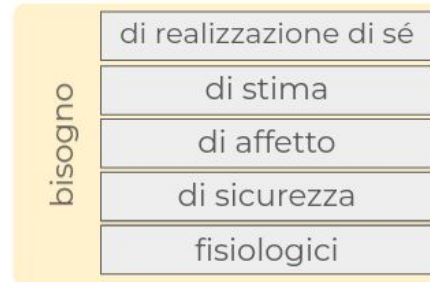 bisogno
di realizzazione di sé
di stima
di affetto
di sicurezza
fisiologici